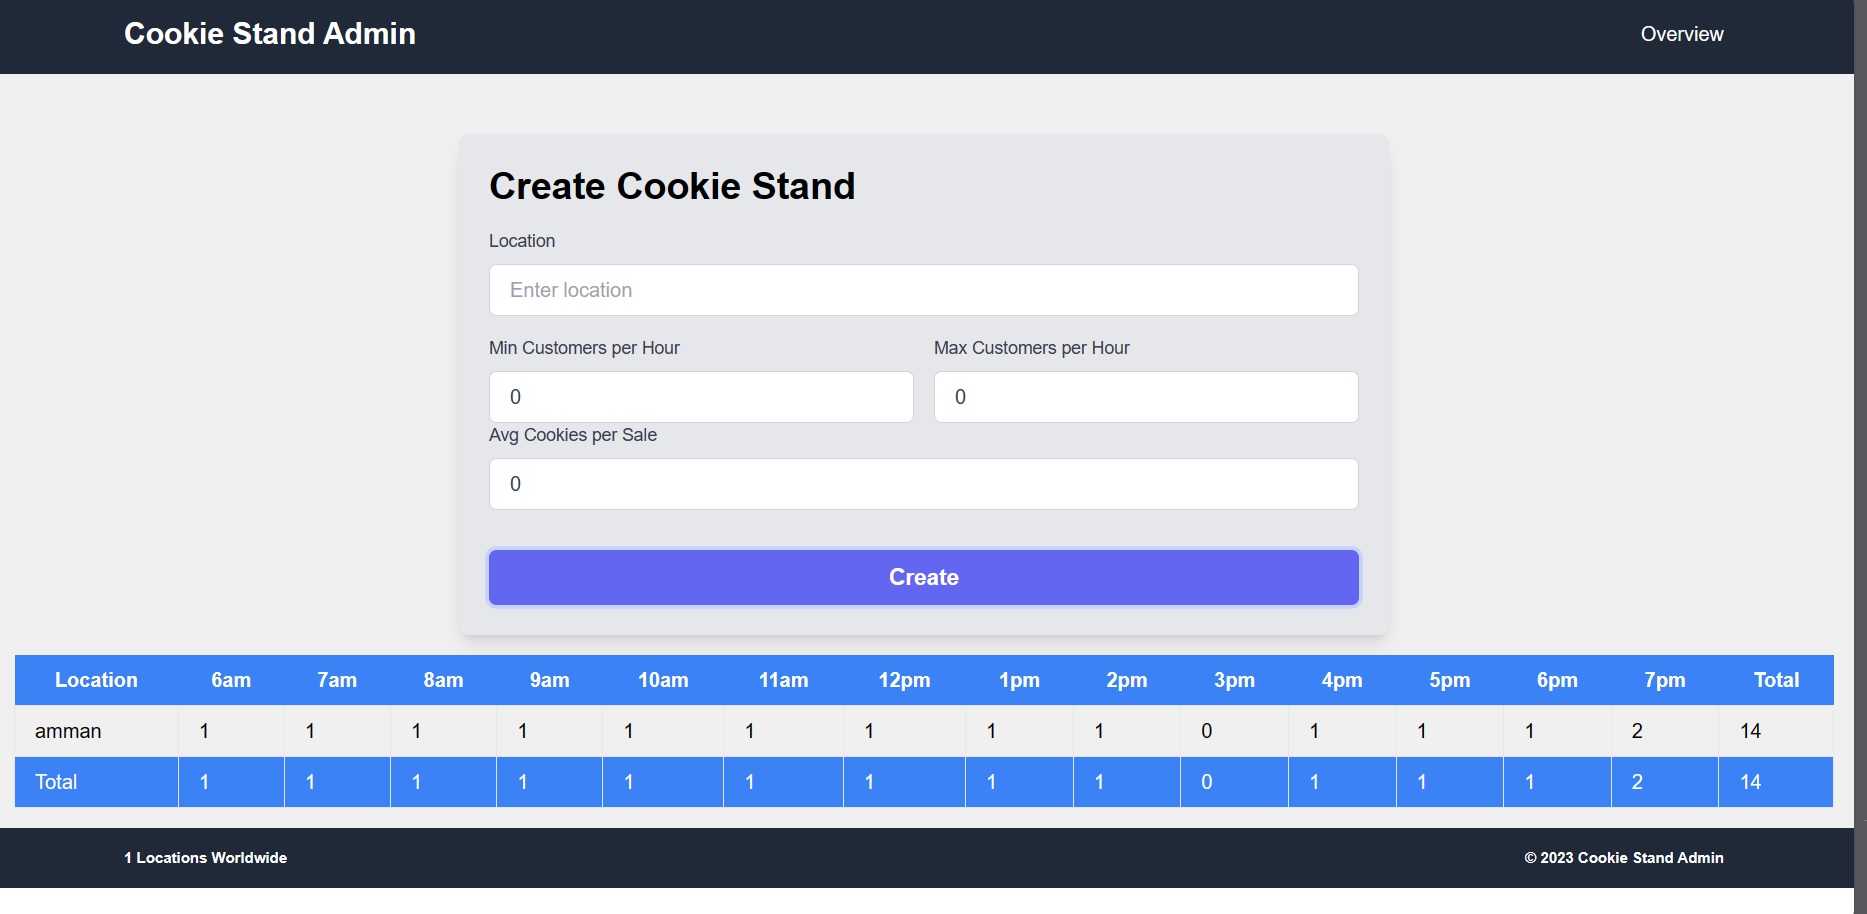 Cookie Stand Admin Overview
Create Cookie Stand
Location
Enter location
Min Customers per Hour Max Customers per Hour
0 0
Avg Cookies per Sale
0
Create
Location 6am 7am 8am 9am 10am 11am 12pm 1pm 2pm 3pm 4pm 5pm 6pm 7pm Total
amman 1 1 1 1 1 1 1 1 1 0 1 1 1 2 14
Total 1 1 1 1 1 1 1 1 1 0 1 1 1 2 14
1 Locations Worldwide © 2023 Cookie Stand Admin